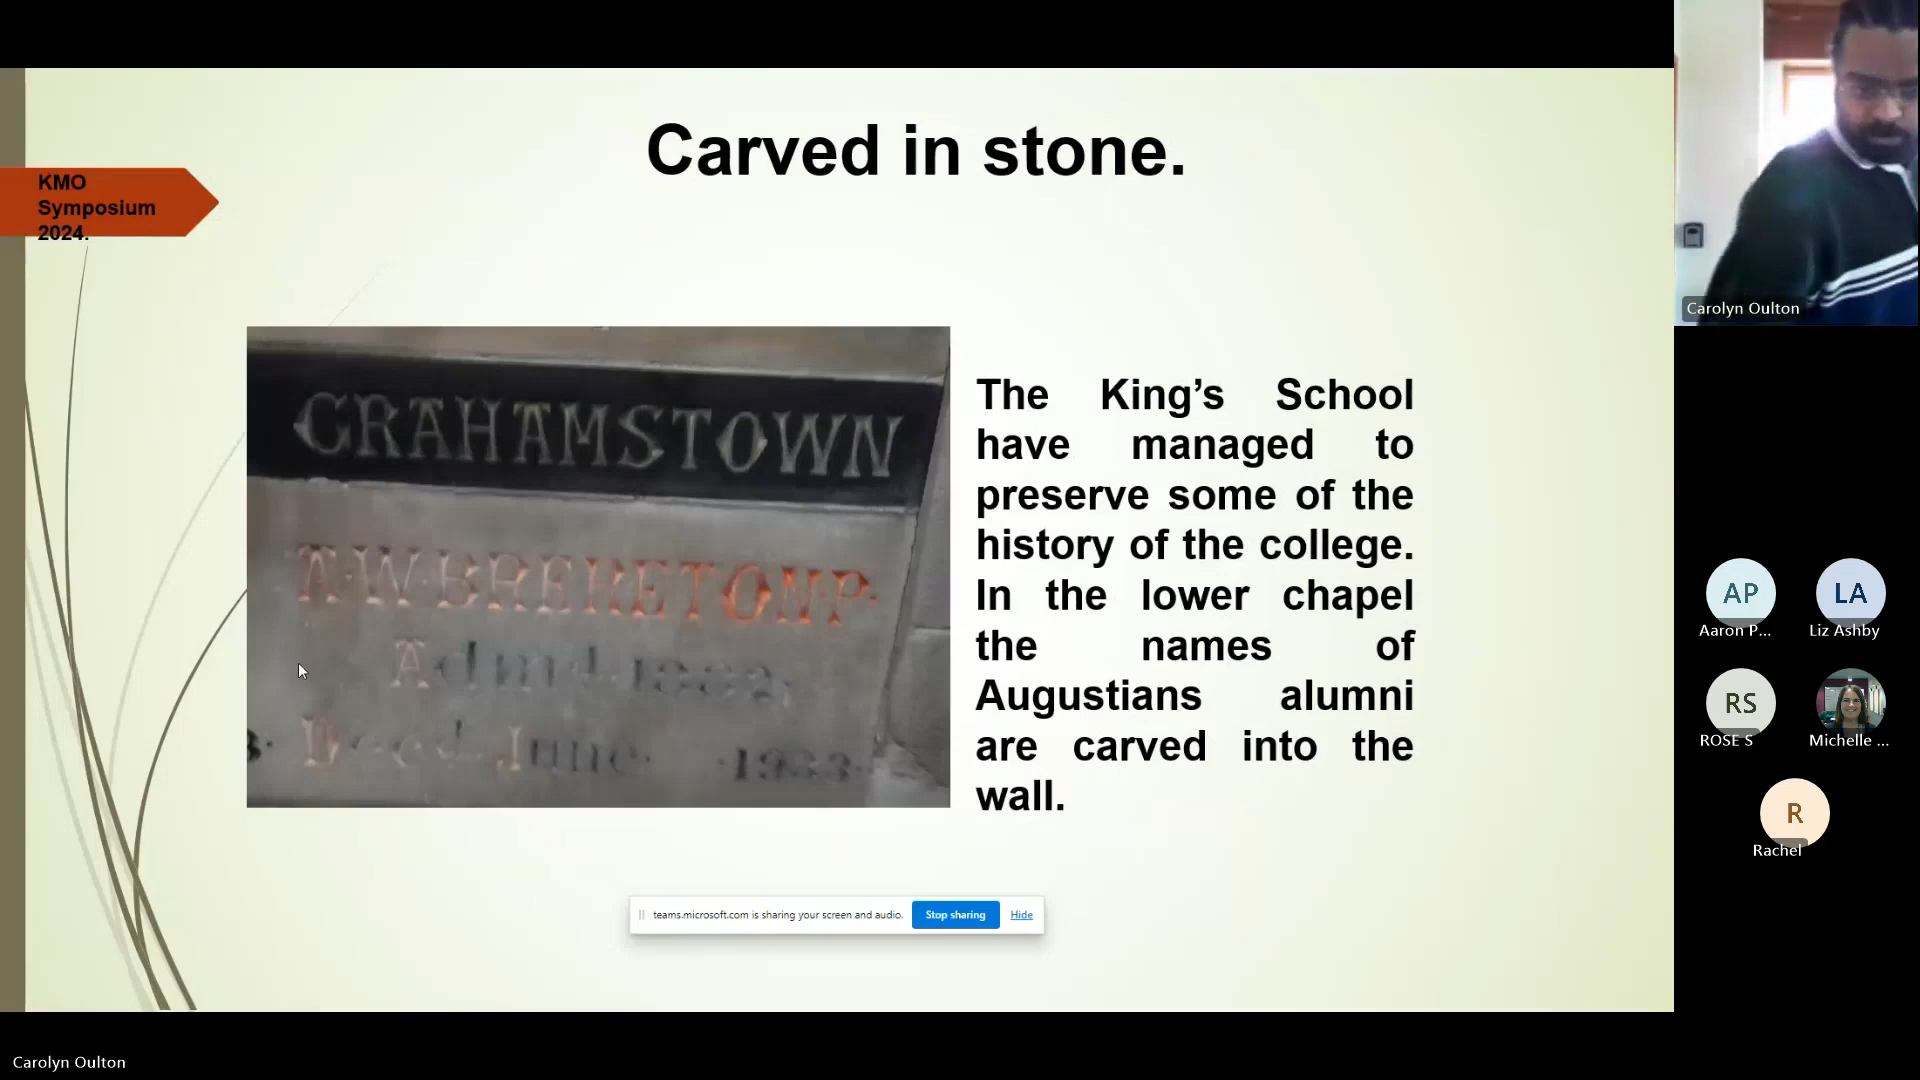 Carved in stone.
KMO
Symposium
2024.
GRAHAMSTOWN
A·W·BRERETON·P·
Admtd·1882;
Deed June· ·1933·
The King’s School
have managed to
preserve some of the
history of the college.
In the lower chapel
the names of
Augustians alumni
are carved into the
wall.
teams.microsoft.com is sharing your screen and audio.
Stop sharing
Hide
Carolyn Oulton
AP
Aaron P...
LA
Liz Ashby
RS
ROSE S
Michelle ...
R
Rachel
Carolyn Oulton